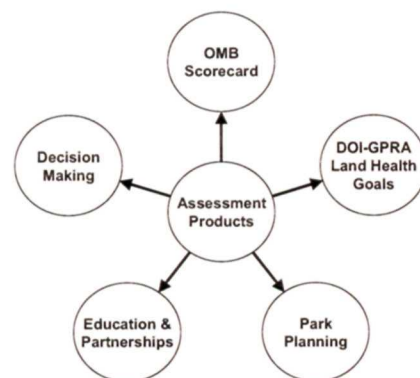 OMB
Scorecard
Decision
Making
DOI-GPRA
Land Health
Goals
Assessment
Products
Education &
Partnerships
Park
Planning